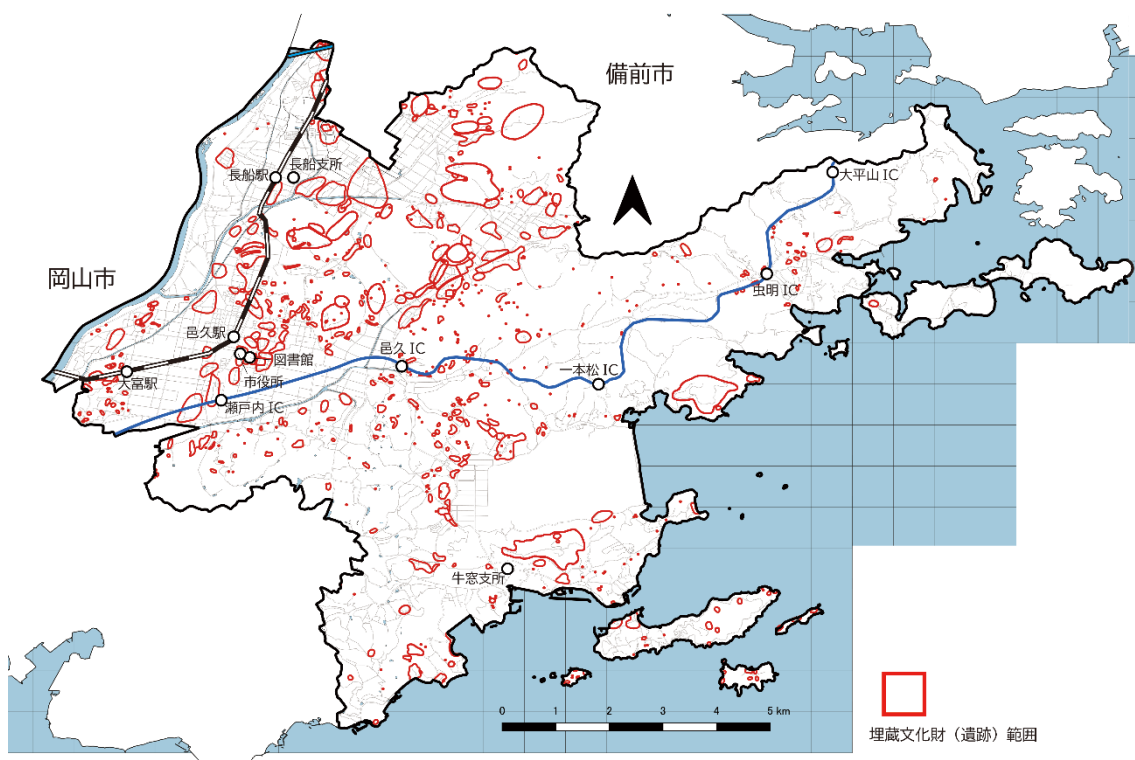 備前市
長船駅
長船支所
大平山 IC
岡山市
虫明 IC
邑久駅
図書館
邑久 IC
一本松 IC
大富駅
市役所
瀬戸内 IC
牛窓支所
0 1 2 3 4 5 km
埋蔵文化財（遺跡）範囲